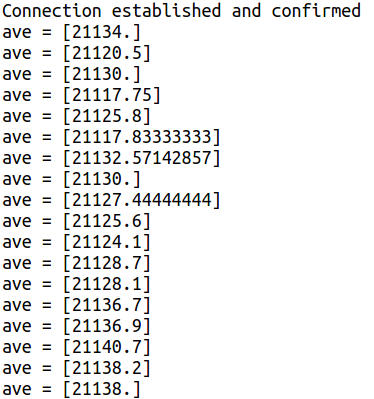 Connection established and confirmed
ave = [21134.]
ave = [21120.5]
ave = [21130.]
ave = [21117.75]
ave = [21125.8]
ave = [21117.83333333]
ave = [21132.57142857]
ave = [21130.]
ave = [21127.44444444]
ave = [21125.6]
ave = [21124.1]
ave = [21128.7]
ave = [21128.1]
ave = [21136.7]
ave = [21136.9]
ave = [21140.7]
ave = [21138.2]
ave = [21138.]